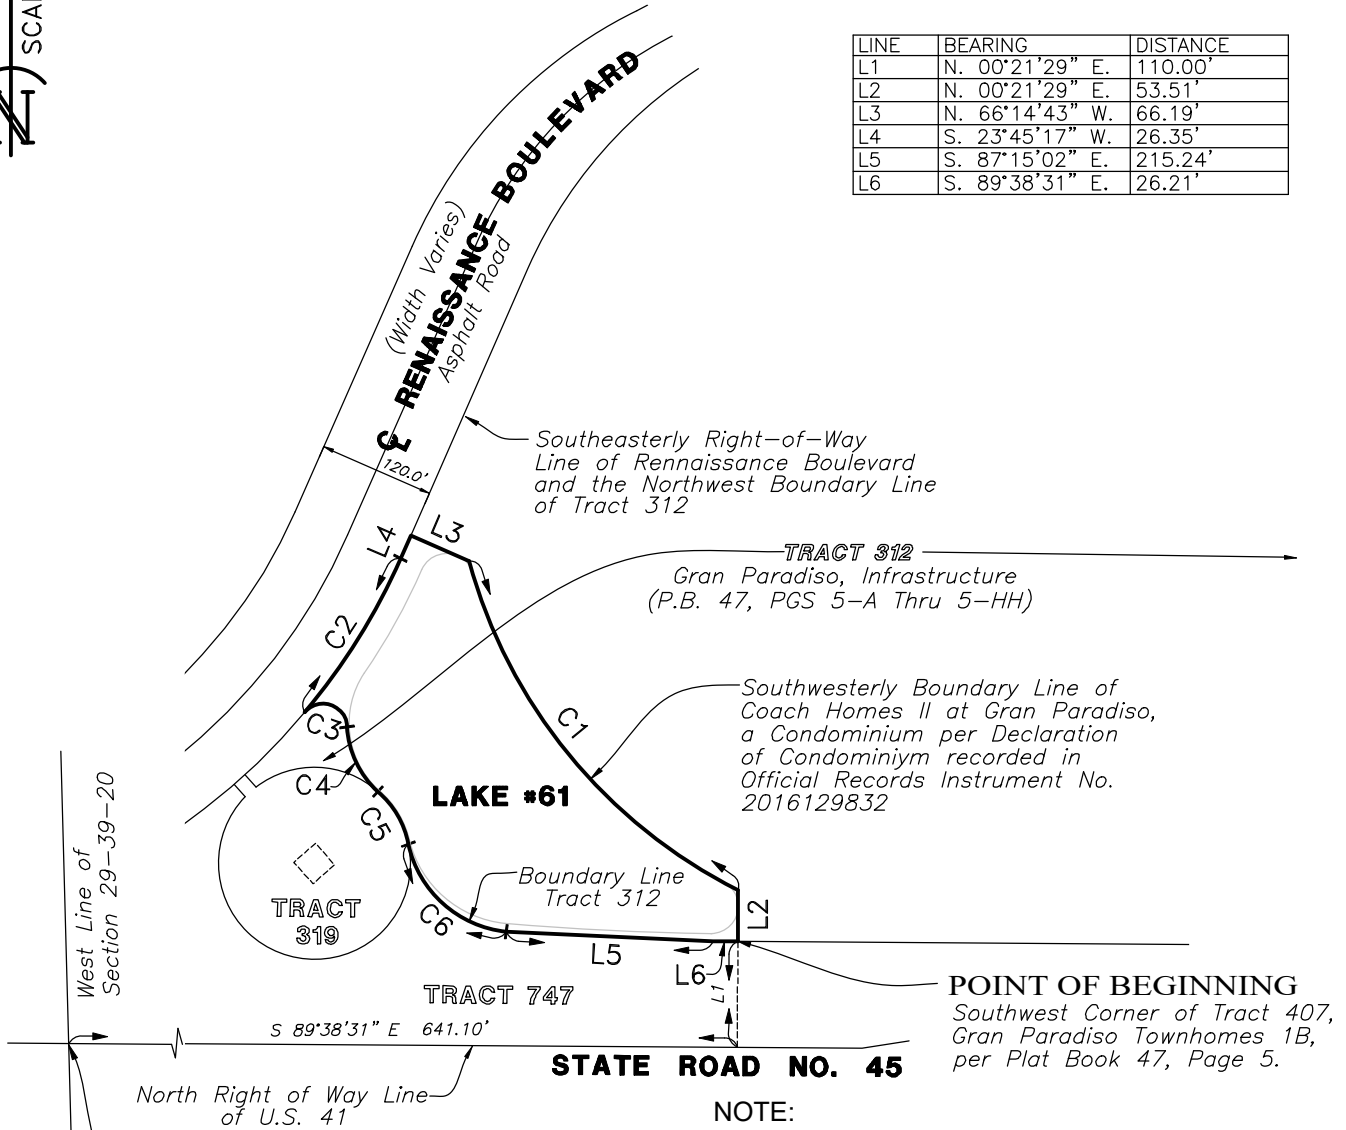 SCAL
N
LINE BEARING DISTANCE
L1 N. 00°21'29" E. 110.00'
L2 N. 00°21'29" E. 53.51'
L3 N. 66°14'43" W. 66.19'
L4 S. 23°45'17" W. 26.35'
L5 S. 87°15'02" E. 215.24'
L6 S. 89°38'31" E. 26.21'
RENAISSANCE BOULEVARD
(Width Varies)
Asphalt Road
CL
120.0'
Southeasterly Right-of-Way
Line of Rennaissance Boulevard
and the Northwest Boundary Line
of Tract 312
L4
L3
TRACT 312
Gran Paradiso, Infrastructure
(P.B. 47, PGS 5-A Thru 5-HH)
C2
C3
C1
Southwesterly Boundary Line of
Coach Homes II at Gran Paradiso,
a Condominium per Declaration
of Condominiym recorded in
Official Records Instrument No.
2016129832
C4
LAKE #61
C5
West Line of
Section 29-39-20
Boundary Line
Tract 312
TRACT
319
C6
L2
L5
L6
L1
TRACT 747
POINT OF BEGINNING
Southwest Corner of Tract 407,
Gran Paradiso Townhomes 1B,
per Plat Book 47, Page 5.
S 89°38'31" E 641.10'
STATE ROAD NO. 45
North Right of Way Line
of U.S. 41
NOTE: